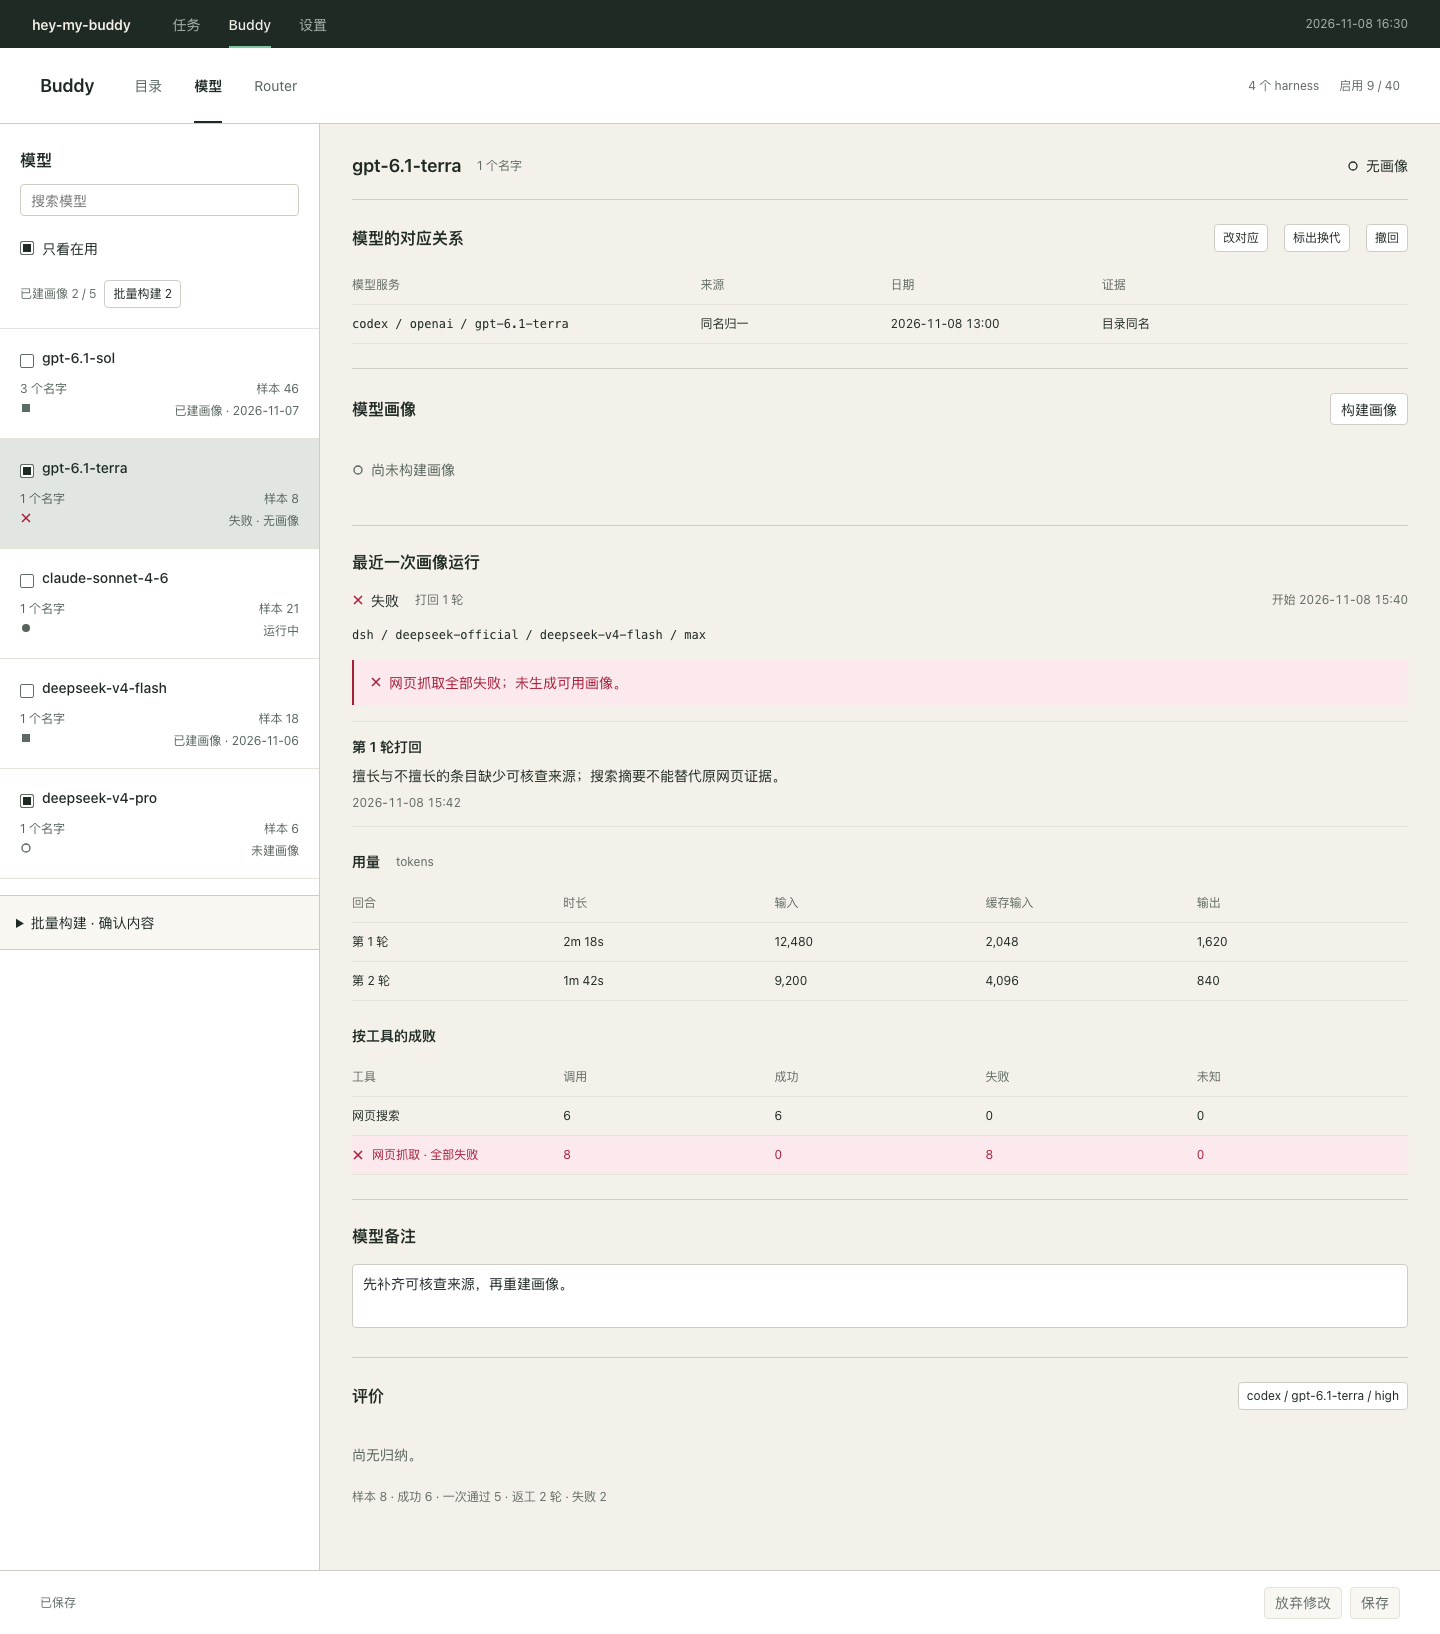 hey-my-buddy 任务 Buddy 设置 2026-11-08 16:30
Buddy 目录 模型 Router 4 个 harness 启用 9 / 40
模型
搜索模型
只看在用
已建画像 2 / 5 批量构建 2
gpt-6.1-sol
3 个名字 样本 46
已建画像 · 2026-11-07
gpt-6.1-terra
1 个名字 样本 8
失败 · 无画像
claude-sonnet-4-6
1 个名字 样本 21
运行中
deepseek-v4-flash
1 个名字 样本 18
已建画像 · 2026-11-06
deepseek-v4-pro
1 个名字 样本 6
未建画像
批量构建 · 确认内容
gpt-6.1-terra 1 个名字 无画像
模型的对应关系 改对应 标出换代 撤回
模型服务 来源 日期 证据
codex / openai / gpt-6.1-terra 同名归一 2026-11-08 13:00 目录同名
模型画像 构建画像
尚未构建画像
最近一次画像运行
失败 打回 1 轮 开始 2026-11-08 15:40
dsh / deepseek-official / deepseek-v4-flash / max
网页抓取全部失败；未生成可用画像。
第 1 轮打回
擅长与不擅长的条目缺少可核查来源；搜索摘要不能替代原网页证据。
2026-11-08 15:42
用量 tokens
回合 时长 输入 缓存输入 输出
第 1 轮 2m 18s 12,480 2,048 1,620
第 2 轮 1m 42s 9,200 4,096 840
按工具的成败
工具 调用 成功 失败 未知
网页搜索 6 6 0 0
网页抓取 · 全部失败 8 0 8 0
模型备注
先补齐可核查来源，再重建画像。
评价 codex / gpt-6.1-terra / high
尚无归纳。
样本 8 · 成功 6 · 一次通过 5 · 返工 2 轮 · 失败 2
已保存 放弃修改 保存